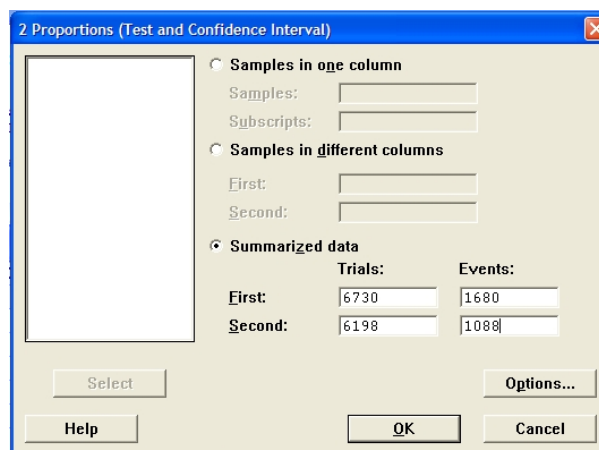 2 Proportions (Test and Confidence Interval)
Samples in one column
Samples:
Subscripts:
Samples in different columns
First:
Second:
Summarized data
Trials: Events:
First: 6730 1680
Second: 6198 1088
Select Options...
Help OK Cancel